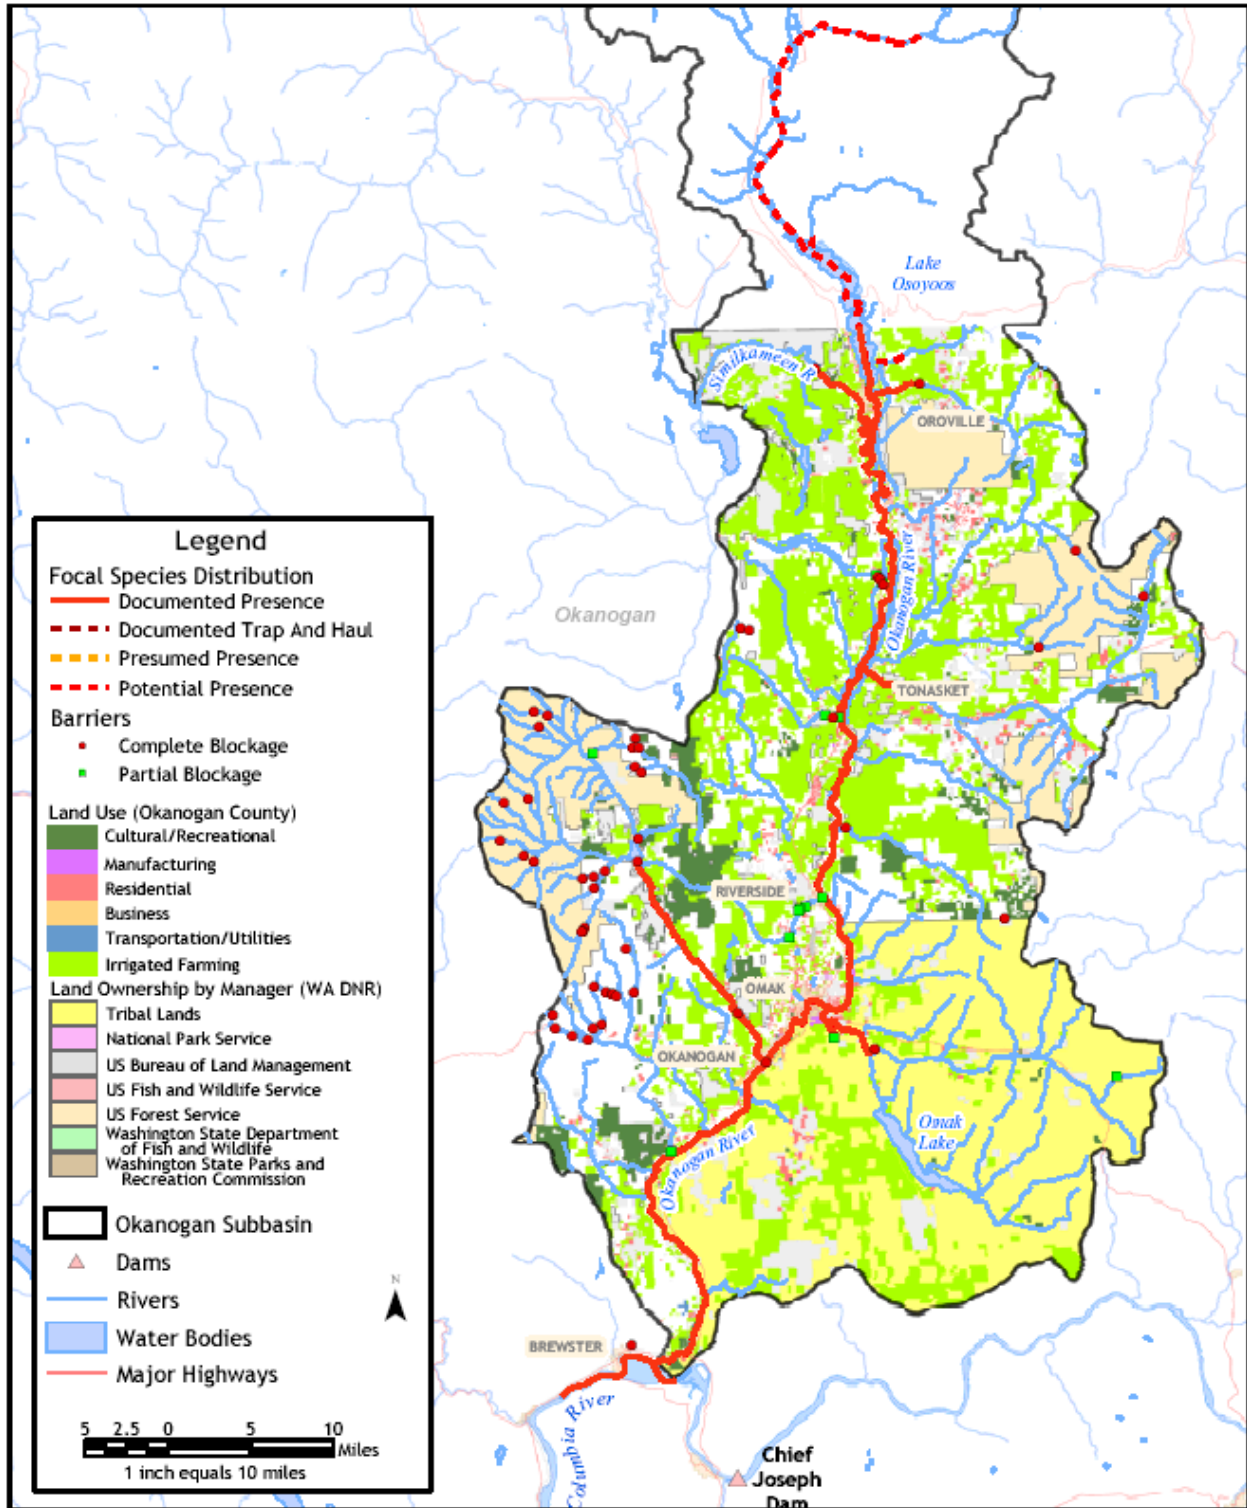 Lake
Osoyoos
Similkameen R
OROVILLE
Okanogan River
Okanogan
TONASKET
RIVERSIDE
OMAK
OKANOGAN
Omak
Lake
Okanogan River
BREWSTER
Columbia River
Chief
Joseph
Dam
Legend
Focal Species Distribution
Documented Presence
Documented Trap And Haul
Presumed Presence
Potential Presence
Barriers
Complete Blockage
Partial Blockage
Land Use (Okanogan County)
Cultural/Recreational
Manufacturing
Residential
Business
Transportation/Utilities
Irrigated Farming
Land Ownership by Manager (WA DNR)
Tribal Lands
National Park Service
US Bureau of Land Management
US Fish and Wildlife Service
US Forest Service
Washington State Department
of Fish and Wildlife
Washington State Parks and
Recreation Commission
Okanogan Subbasin
Dams
N
Rivers
Water Bodies
Major Highways
5 2.5 0 5 10
Miles
1 inch equals 10 miles